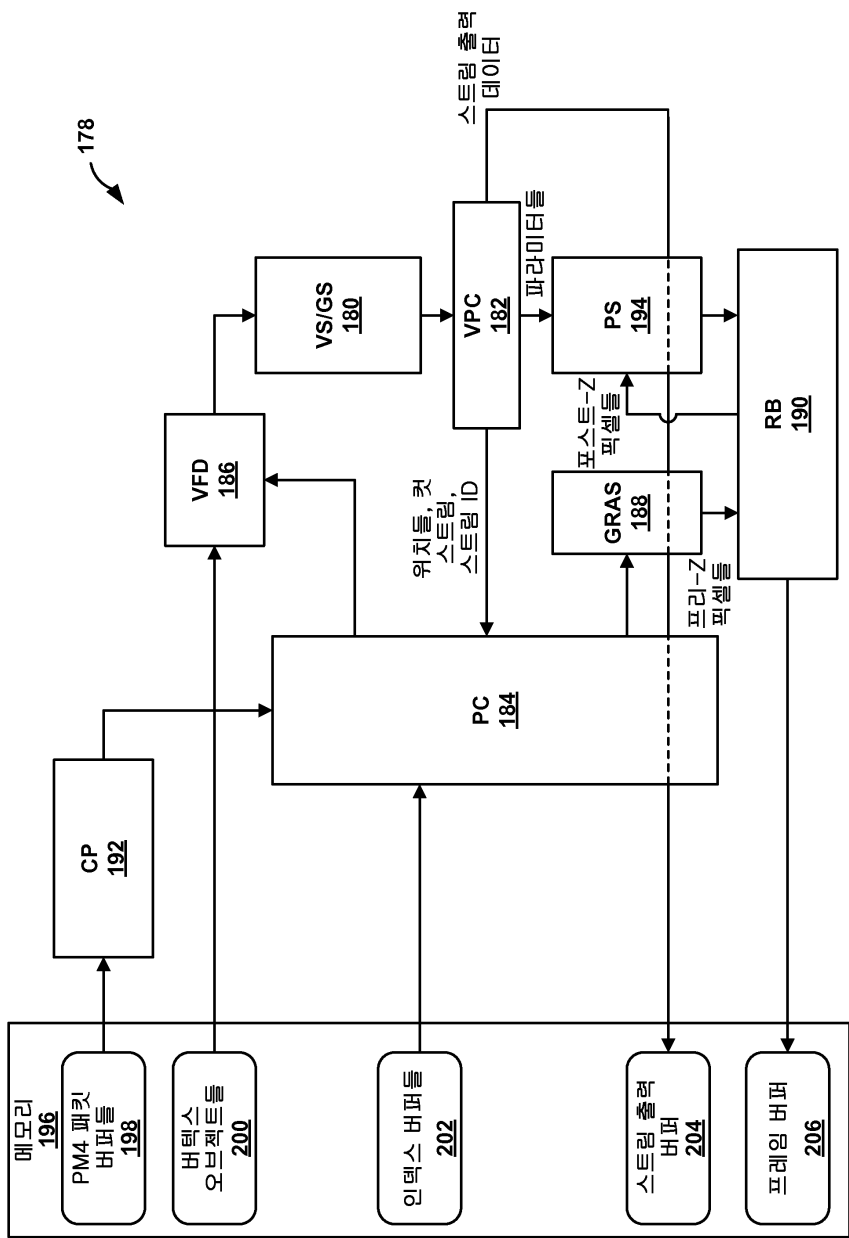 178
메모리
196
PM4 패킷
버퍼들
198
버텍스
오브젝트들
200
인덱스 버퍼들
202
스트림 출력
버퍼
204
프레임 버퍼
206
CP
192
PC
184
VFD
186
VS/GS
180
VPC
182
위치들, 컷
스트림,
스트림 ID
파라미터들
스트림 출력
데이터
GRAS
188
포스트-Z
픽셀들
PS
194
프리-Z
픽셀들
RB
190